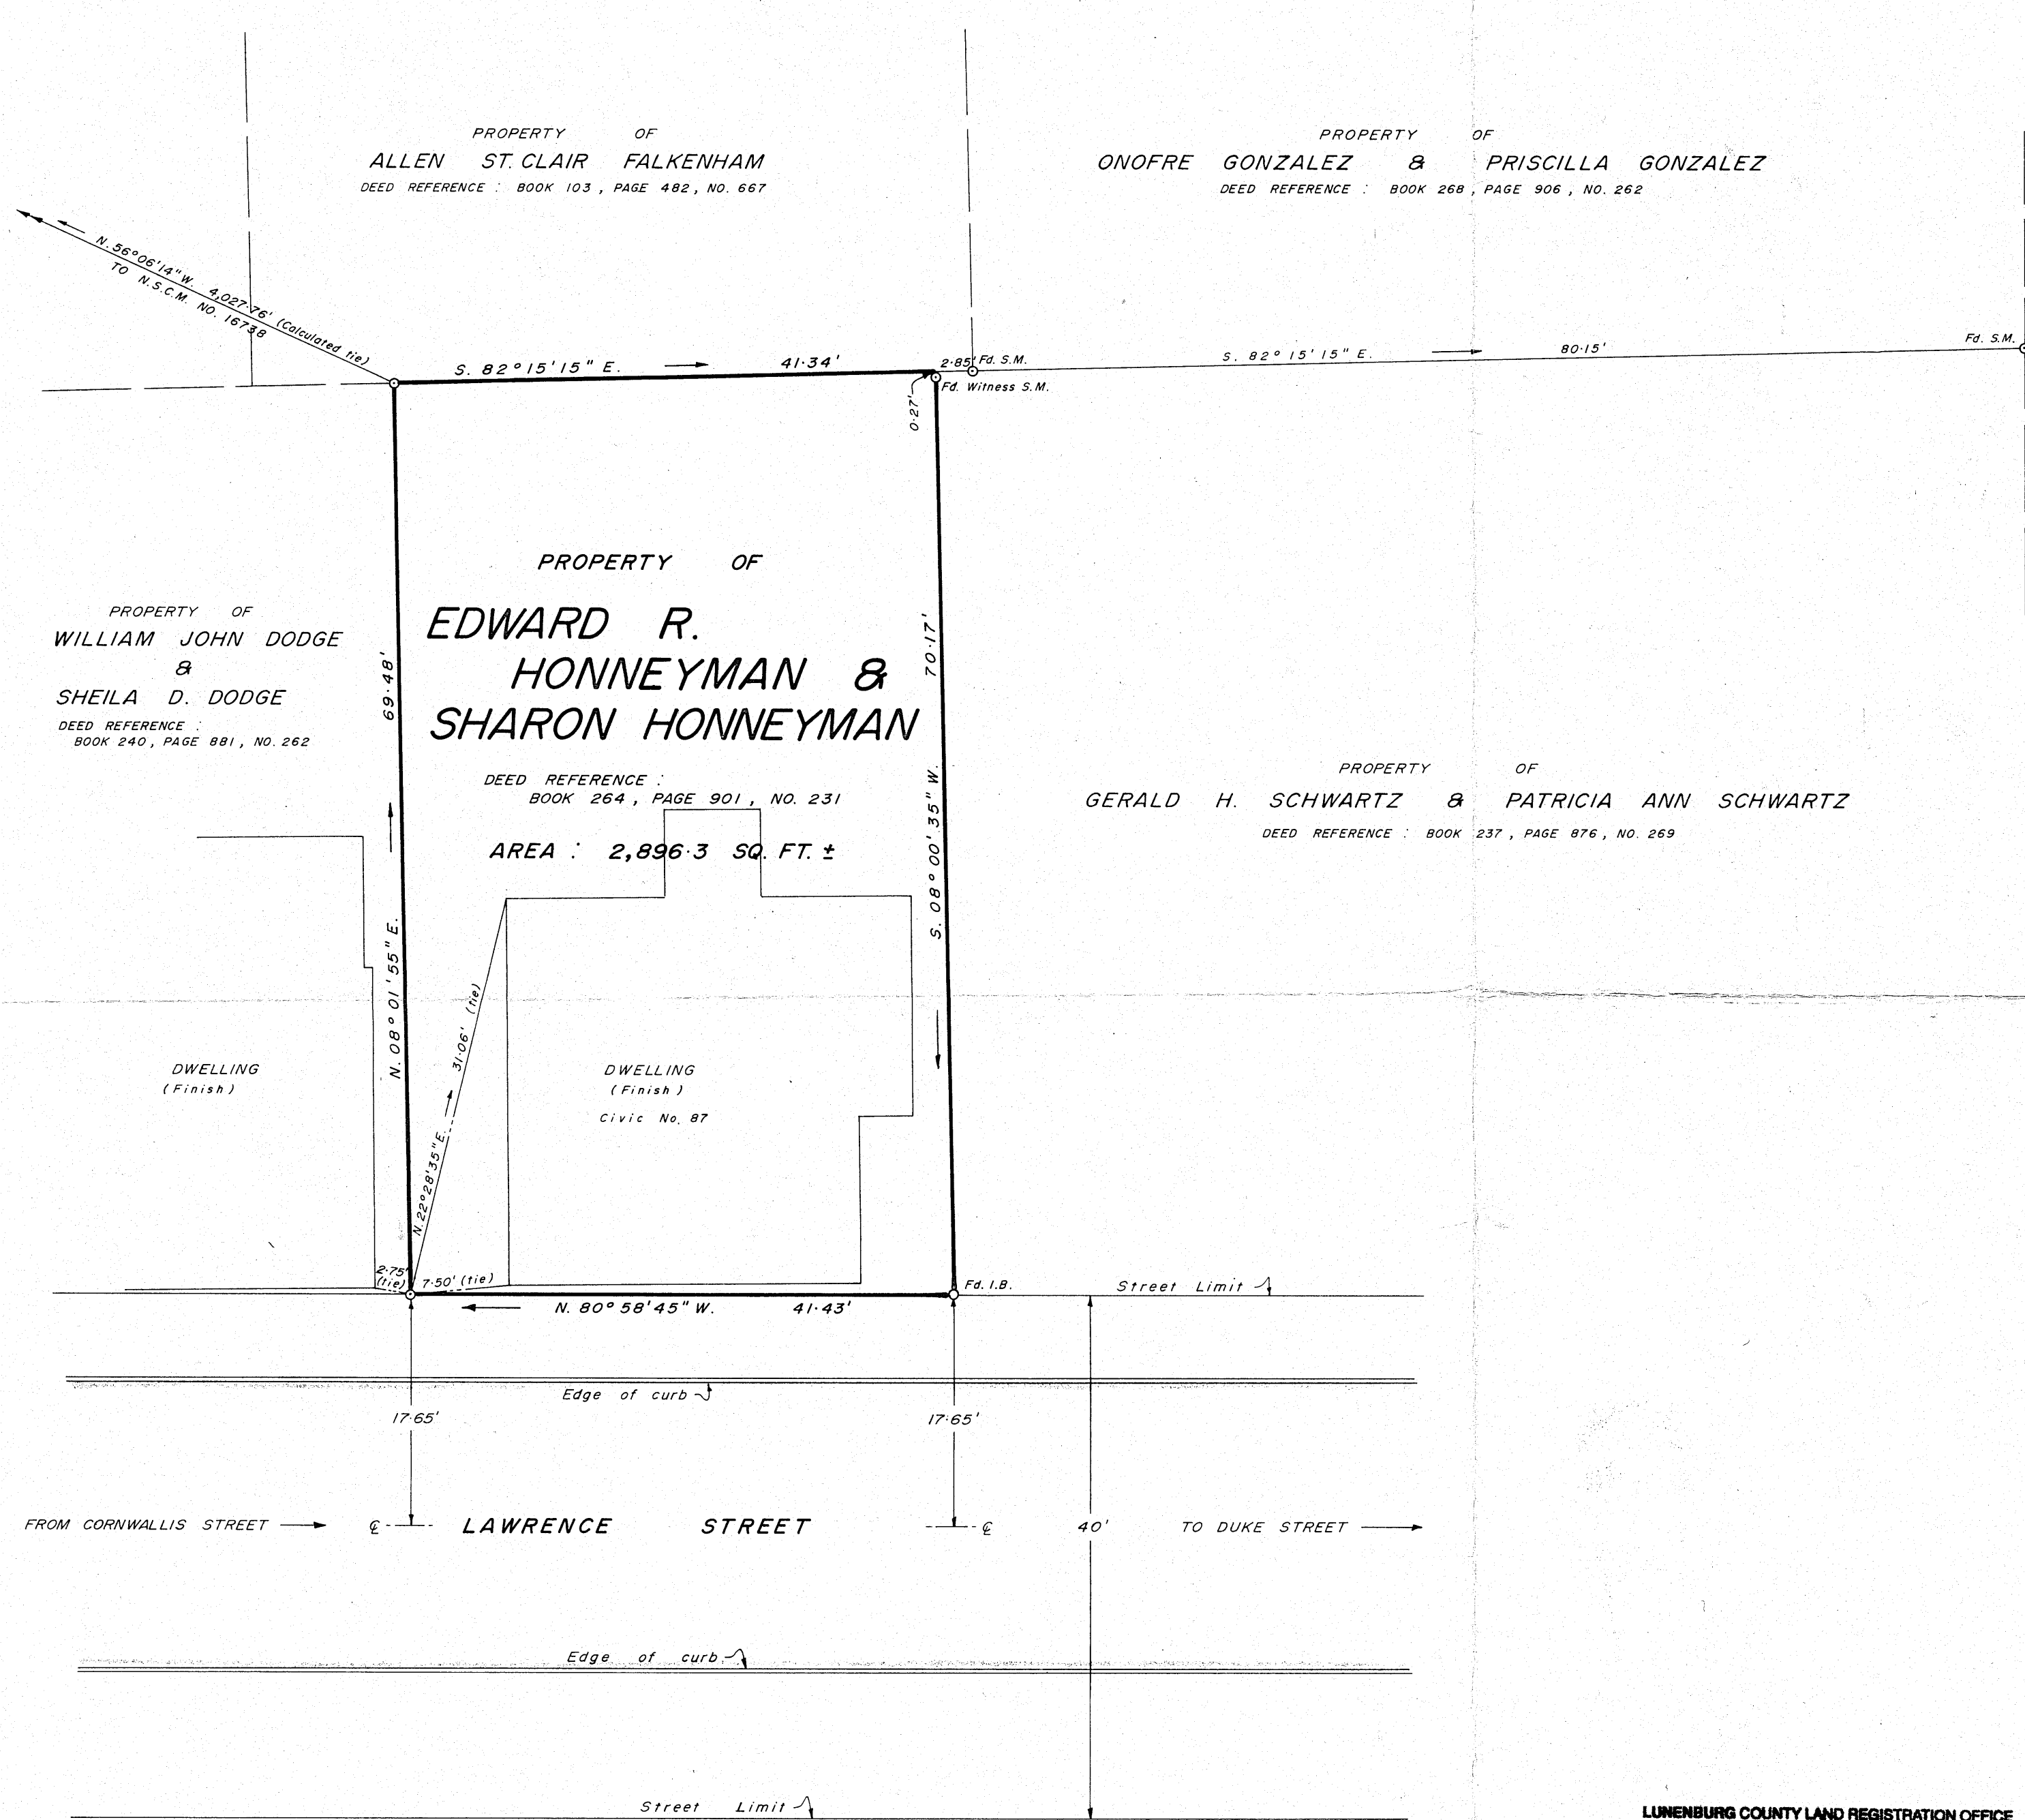 PROPERTY OF
ALLEN ST. CLAIR FALKENHAM
DEED REFERENCE : BOOK 103 , PAGE 482 , NO. 667
PROPERTY OF
ONOFRE GONZALEZ & PRISCILLA GONZALEZ
DEED REFERENCE : BOOK 268 , PAGE 906 , NO. 262
N. 56°06'14" W. 4,027.76' (Calculated tie)
TO N.S.C.M. NO. 16738
S. 82°15'15" E. 41.34'
2.85' Fd. S.M.
Fd. Witness S.M.
0.27'
S. 82°15'15" E. 80.15'
Fd. S.M.
PROPERTY OF
EDWARD R.
HONNEYMAN &
SHARON HONNEYMAN
DEED REFERENCE :
BOOK 264 , PAGE 901 , NO. 231
AREA : 2,896.3 SQ. FT. ±
PROPERTY OF
WILLIAM JOHN DODGE
&
SHEILA D. DODGE
DEED REFERENCE :
BOOK 240 , PAGE 881 , NO. 262
N. 08°01'55" E. 69.48'
70.17'
S. 08°00'35" W.
PROPERTY OF
GERALD H. SCHWARTZ & PATRICIA ANN SCHWARTZ
DEED REFERENCE : BOOK 237 , PAGE 876 , NO. 269
N. 22°28'35" E. 31.06' (tie)
DWELLING
(Finish)
DWELLING
(Finish)
Civic No. 87
2.75'
(tie)
7.50' (tie)
Fd. I.B.
Street Limit
N. 80°58'45" W. 41.43'
Edge of curb
17.65'
17.65'
FROM CORNWALLIS STREET
℄
LAWRENCE STREET
℄
40'
TO DUKE STREET
Edge of curb
Street Limit
LUNENBURG COUNTY LAND REGISTRATION OFFICE